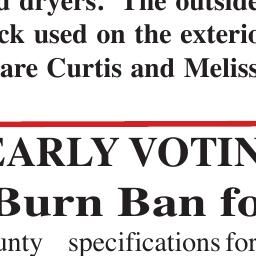 d dryers. The outside
ck used on the exterio
are Curtis and Meliss
EARLY VOTIN
Burn Ban fo
unty specifications for